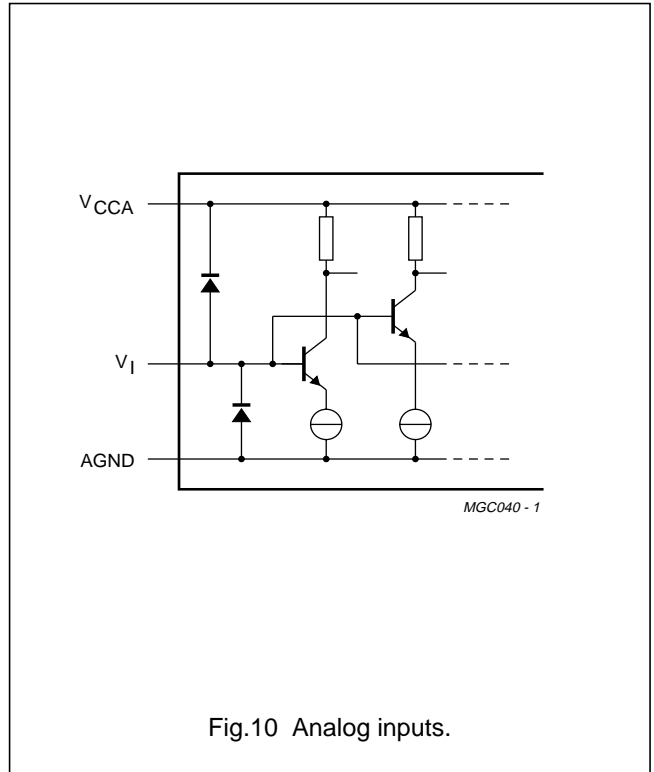 VCCA
VI
AGND
MGC040 - 1
Fig.10 Analog inputs.